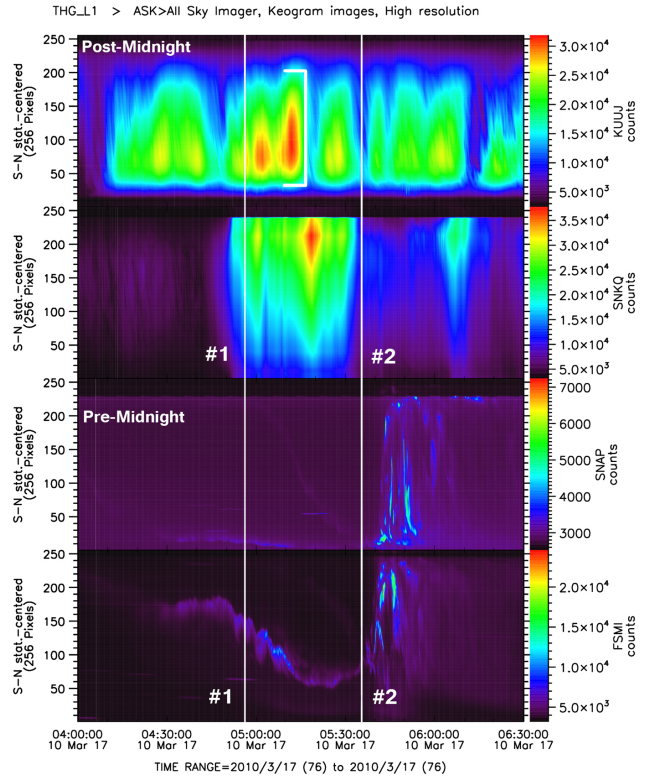 THG_L1 > ASK>All Sky Imager, Keogram images, High resolution
Post-Midnight
250
200
150
100
50
S-N stat.-centered
(256 Pixels)
3.0×10⁴
2.5×10⁴
2.0×10⁴
1.5×10⁴
1.0×10⁴
5.0×10³
KUUJ
counts
250
200
150
100
50
S-N stat.-centered
(256 Pixels)
#1
#2
3.5×10⁴
3.0×10⁴
2.5×10⁴
2.0×10⁴
1.5×10⁴
1.0×10⁴
5.0×10³
SNKQ
counts
Pre-Midnight
250
200
150
100
50
S-N stat.-centered
(256 Pixels)
7000
6000
5000
4000
3000
SNAP
counts
250
200
150
100
50
S-N stat.-centered
(256 Pixels)
#1
#2
2.0×10⁴
1.5×10⁴
1.0×10⁴
5.0×10³
FSMI
counts
04:00:00 04:30:00 05:00:00 05:30:00 06:00:00 06:30:00
10 Mar 17 10 Mar 17 10 Mar 17 10 Mar 17 10 Mar 17 10 Mar 17
TIME RANGE=2010/3/17 (76) to 2010/3/17 (76)